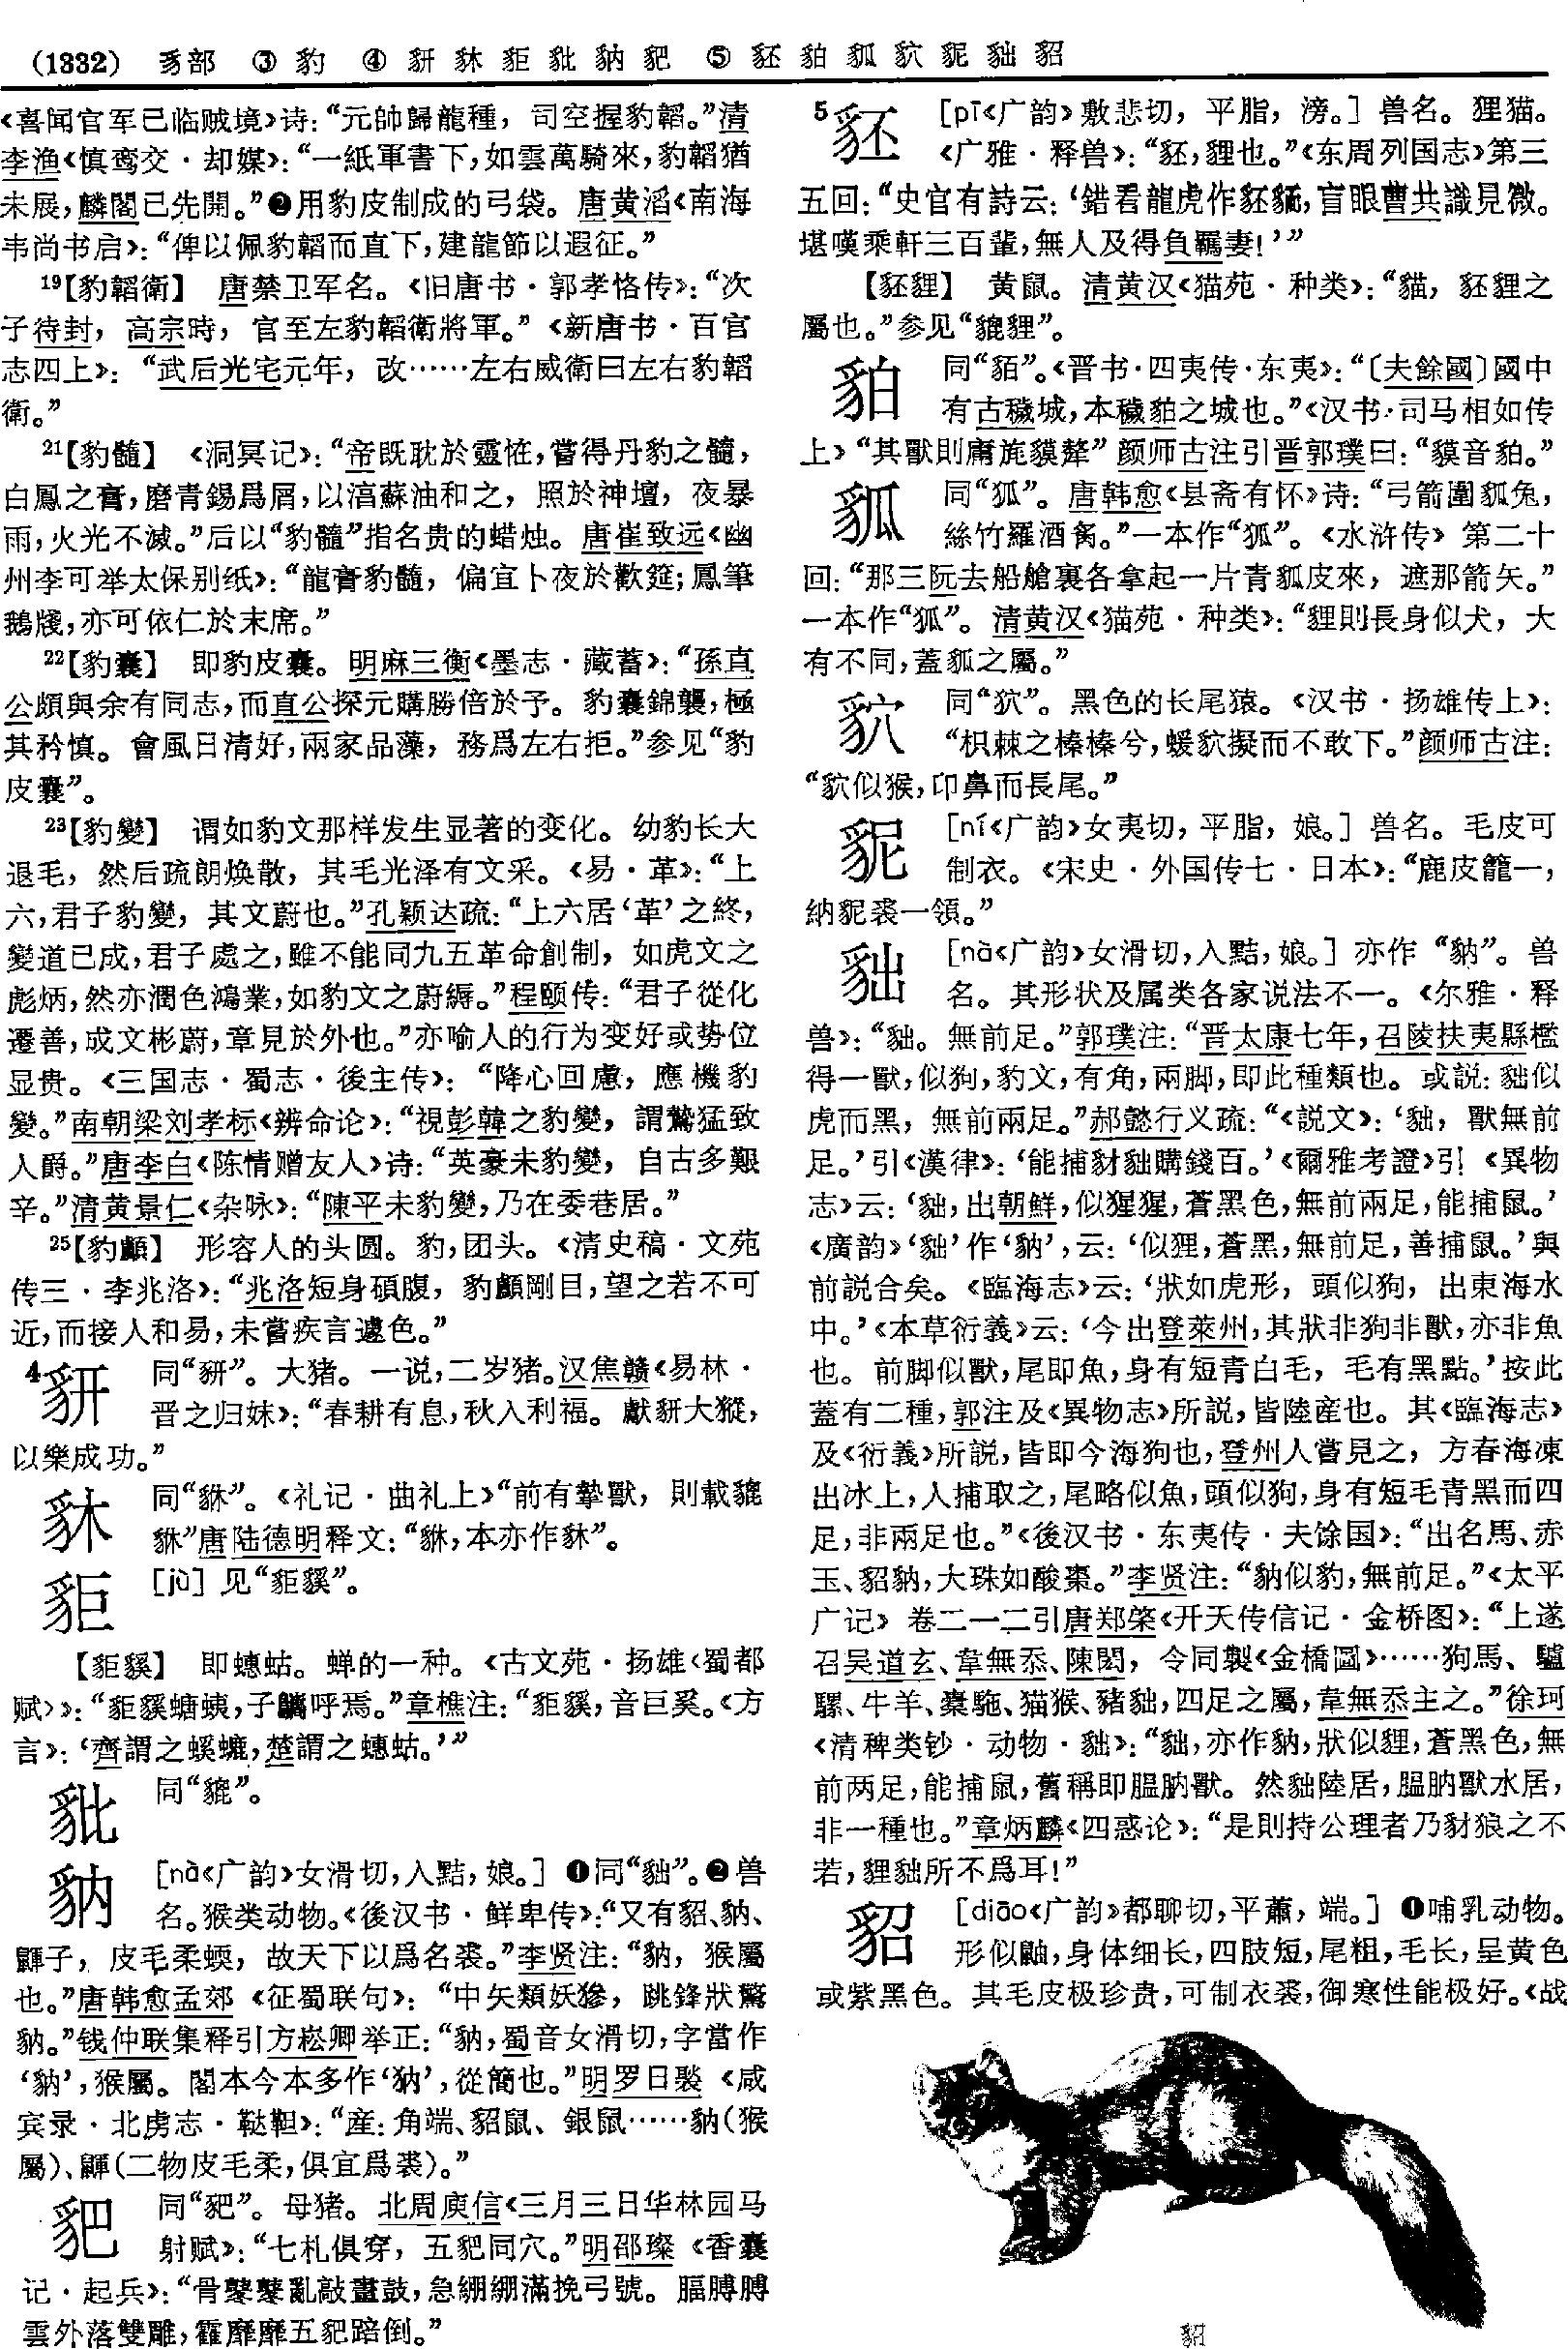 (1332) 豸部 ③豹 ④豜 㹯 豠 豼 豽 豝 ⑤豾 貃 㺉 貁 貎 貀 貂
《喜闻官军已临贼境》诗：“元帥歸龍種，司空握豹韜。”清
李渔《慎鸾交·却媒》：“一紙軍書下，如雲萬騎來，豹韜猶
未展，麟閣已先開。”❷用豹皮制成的弓袋。唐黄滔《南海
韦尚书启》：“俾以佩豹韜而直下，建龍節以遐征。”
19【豹韜衛】 唐禁卫军名。《旧唐书·郭孝恪传》：“次
子待封，高宗時，官至左豹韜衛將軍。”《新唐书·百官
志四上》：“武后光宅元年，改……左右威衛曰左右豹韜
衛。”
21【豹髓】 《洞冥记》：“帝既耽於靈恠，嘗得丹豹之髓，
白鳳之膏，磨青錫爲屑，以淳蘇油和之，照於神壇，夜暴
雨，火光不滅。”后以“豹髓”指名贵的蜡烛。唐崔致远《幽
州李可举太保别纸》：“龍膏豹髓，偏宜卜夜於歡筵；鳳筆
鵝牋，亦可依仁於末席。”
22【豹囊】 即豹皮囊。明麻三衡《墨志·藏蓄》：“孫直
公頗與余有同志，而直公探元購勝倍於予。豹囊錦襲，極
其矜慎。會風日清好，兩家品藻，務爲左右拒。”参见“豹
皮囊”。
23【豹變】 谓如豹文那样发生显著的变化。幼豹长大
退毛，然后疏朗焕散，其毛光泽有文采。《易·革》：“上
六，君子豹變，其文蔚也。”孔颖达疏：“上六居‘革’之終，
變道已成，君子處之，雖不能同九五革命創制，如虎文之
彪炳，然亦潤色鴻業，如豹文之蔚縟。”程颐传：“君子從化
遷善，成文彬蔚，章見於外也。”亦喻人的行为变好或势位
显贵。《三国志·蜀志·後主传》：“降心回慮，應機豹
變。”南朝梁刘孝标《辨命论》：“視彭韓之豹變，謂鷙猛致
人爵。”唐李白《陈情赠友人》诗：“英豪未豹變，自古多艱
辛。”清黄景仁《杂咏》：“陳平未豹變，乃在委巷居。”
25【豹顱】 形容人的头圆。豹，团头。《清史稿·文苑
传三·李兆洛》：“兆洛短身碩腹，豹顱剛目，望之若不可
近，而接人和易，未嘗疾言遽色。”
4豜 同“豣”。大猪。一说，二岁猪。汉焦赣《易林·
晋之归妹》：“春耕有息，秋入利福。獻豜大豵，
以樂成功。”
同“貅”。《礼记·曲礼上》“前有摯獸，則載貔
貅”唐陆德明释文：“貅，本亦作”。
[jù] 见“”。
【】 即蟪蛄。蝉的一种。《古文苑·扬雄〈蜀都
赋〉》：“螗蛦，子呼焉。”章樵注：“，音巨奚。《方
言》：‘齊謂之螇螰，楚謂之蟪蛄。’”
豼 同“貔”。
豽 [nà《广韵》女滑切，入黠，娘。] ❶同“貀”。❷兽
名。猴类动物。《後汉书·鲜卑传》：“又有貂、豽、
鼲子，皮毛柔蝡，故天下以爲名裘。”李贤注：“豽，猴屬
也。”唐韩愈孟郊《征蜀联句》：“中矢類妖，跳鋒狀驚
豽。”钱仲联集释引方崧卿举正：“豽，蜀音女滑切，字當作
‘豽’，猴屬。閣本今本多作‘㺲’，從簡也。”明罗日褧《咸
宾录·北虏志·鞑靼》：“産：角端、貂鼠、銀鼠……豽（猴
屬）、鼲（二物皮毛柔，俱宜爲裘）。”
豝 同“豝”。母猪。北周庾信《三月三日华林园马
射赋》：“七札俱穿，五豝同穴。”明邵璨《香囊
记·起兵》：“骨鼕鼕亂敲畫鼓，急綳綳滿挽弓號。腷膊膊
雲外落雙雕，霍靡靡五豝踣倒。”
5豾 [pī《广韵》敷悲切，平脂，滂。] 兽名。狸猫。
《广雅·释兽》：“豾，貍也。”《东周列国志》第三
五回：“史官有詩云：‘錯看龍虎作豾貓，盲眼曹共識見微。
堪嘆乘軒三百輩，無人及得負羈妻！’”
【豾貍】 黄鼠。清黄汉《猫苑·种类》：“貓，豾貍之
屬也。”参见“貔貍”。
貃 同“貊”。《晋书·四夷传·东夷》：“〔夫餘國〕國中
有古穢城，本穢貃之城也。”《汉书·司马相如传
上》“其獸則庸旄貘犛”颜师古注引晋郭璞曰：“貘音貃。”
同“狐”。唐韩愈《县斋有怀》诗：“弓箭圍兔，
絲竹羅酒胾。”一本作“狐”。《水浒传》第二十
回：“那三阮去船艙裏各拿起一片青皮來，遮那箭矢。”
一本作“狐”。清黄汉《猫苑·种类》：“貍則長身似犬，大
有不同，蓋之屬。”
貁 同“狖”。黑色的长尾猿。《汉书·扬雄传上》：
“枳棘之榛榛兮，蝯貁擬而不敢下。”颜师古注：
“貁似猴，卬鼻而長尾。”
[ní《广韵》女夷切，平脂，娘。] 兽名。毛皮可
制衣。《宋史·外国传七·日本》：“鹿皮籠一，
納裘一領。”
貀 [nà《广韵》女滑切，入黠，娘。] 亦作“豽”。兽
名。其形状及属类各家说法不一。《尔雅·释
兽》：“貀。無前足。”郭璞注：“晋太康七年，召陵扶夷縣檻
得一獸，似狗，豹文，有角，兩脚，即此種類也。或説：貀似
虎而黑，無前兩足。”郝懿行义疏：“《説文》：‘貀，獸無前
足。’引《漢律》：‘能捕豺貀購錢百。’《爾雅考證》引《異物
志》云：‘貀，出朝鮮，似猩猩，蒼黑色，無前兩足，能捕鼠。’
《廣韵》‘貀’作‘豽’，云：‘似狸，蒼黑，無前足，善捕鼠。’與
前説合矣。《臨海志》云：‘狀如虎形，頭似狗，出東海水
中。’《本草衍義》云：‘今出登萊州，其狀非狗非獸，亦非魚
也。前脚似獸，尾即魚，身有短青白毛，毛有黑點。’按此
蓋有二種，郭注及《異物志》所説，皆陸産也。其《臨海志》
及《衍義》所説，皆即今海狗也，登州人嘗見之，方春海凍
出冰上，人捕取之，尾略似魚，頭似狗，身有短毛青黑而四
足，非兩足也。”《後汉书·东夷传·夫馀国》：“出名馬、赤
玉、貂豽，大珠如酸棗。”李贤注：“豽似豹，無前足。”《太平
广记》卷二一二引唐郑棨《开天传信记·金桥图》：“上遂
召吴道玄、韋無忝、陳閎，令同製《金橋圖》……狗馬、驢
騾、牛羊、橐駞、猫猴、豬貀，四足之屬，韋無忝主之。”徐珂
《清稗类钞·动物·貀》：“貀，亦作豽，狀似貍，蒼黑色，無
前两足，能捕鼠，舊稱即膃肭獸。然貀陸居，膃肭獸水居，
非一種也。”章炳麟《四惑论》：“是則持公理者乃豺狼之不
若，貍貀所不爲耳！”
貂 [diāo《广韵》都聊切，平蕭，端。] ❶哺乳动物。
形似鼬，身体细长，四肢短，尾粗，毛长，呈黄色
或紫黑色。其毛皮极珍贵，可制衣裘，御寒性能极好。《战
貂